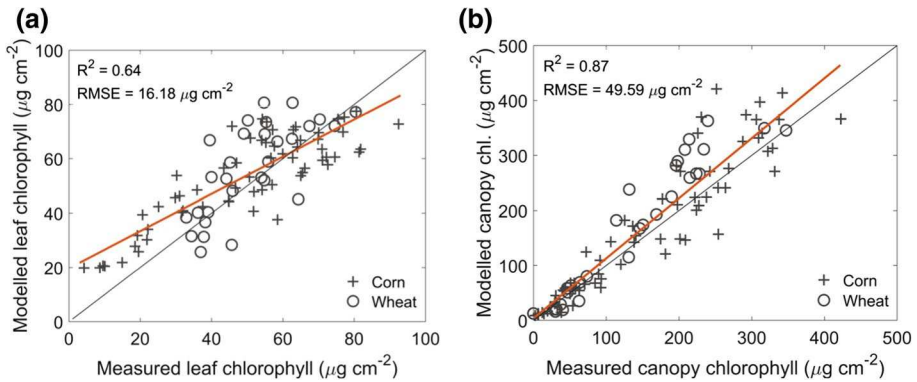 (a)
100
80
60
40
20
0
Modelled leaf chlorophyll (μg cm-2)
R2 = 0.64
RMSE = 16.18 μg cm-2
+ Corn
○ Wheat
0 20 40 60 80 100
Measured leaf chlorophyll (μg cm-2)
(b)
500
400
300
200
100
0
Modelled canopy chl. (μg cm-2)
R2 = 0.87
RMSE = 49.59 μg cm-2
+ Corn
○ Wheat
0 100 200 300 400 500
Measured canopy chlorophyll (μg cm-2)